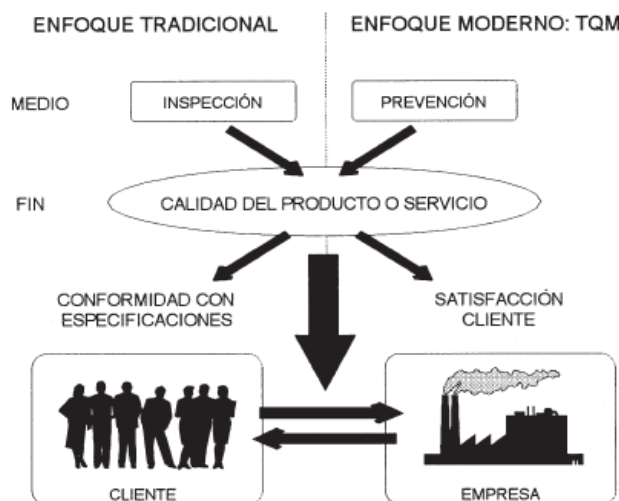 ENFOQUE TRADICIONAL
ENFOQUE MODERNO: TQM
MEDIO
INSPECCIÓN
PREVENCIÓN
FIN
CALIDAD DEL PRODUCTO O SERVICIO
CONFORMIDAD CON
ESPECIFICACIONES
SATISFACCIÓN
CLIENTE
CLIENTE
EMPRESA